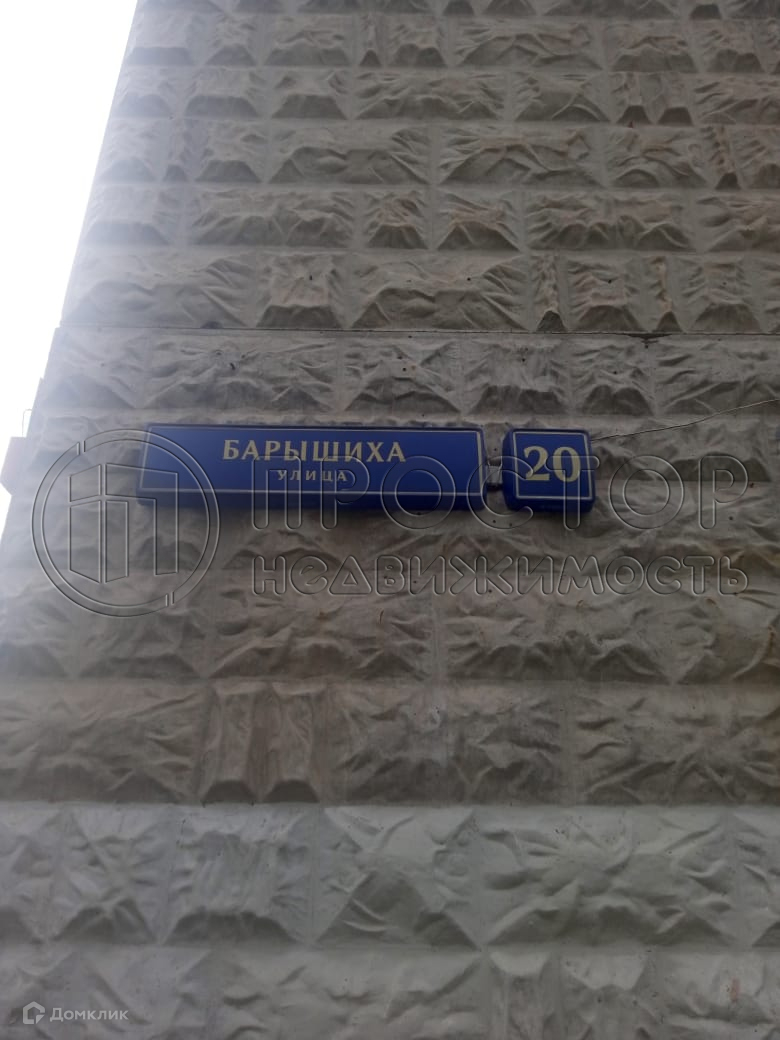 БАРЫШИХА
УЛИЦА
20
ПРОСТОР
НЕДВИЖИМОСТЬ
Домклик